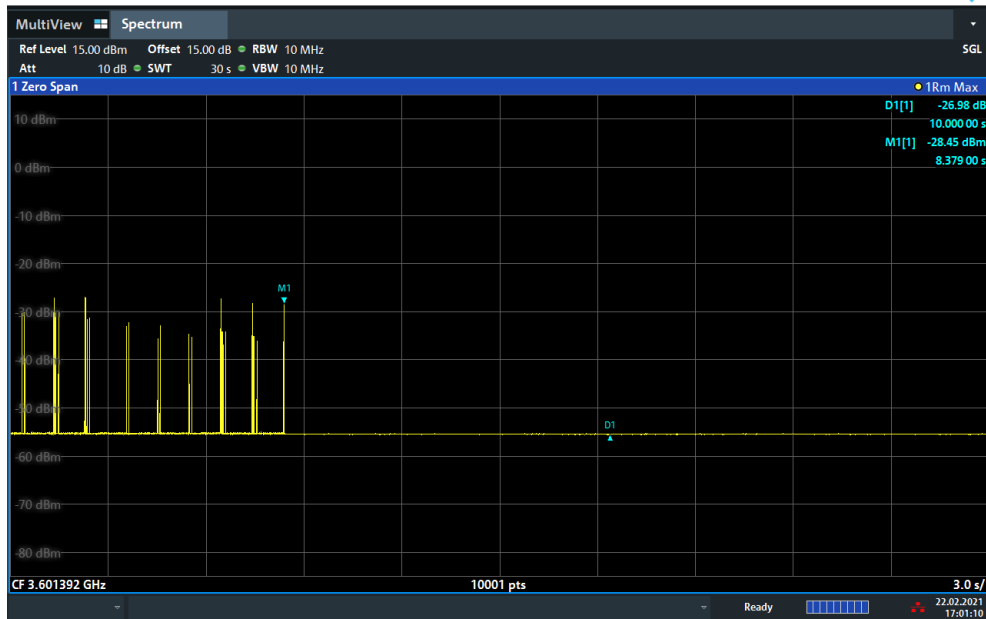 MultiView Spectrum
Ref Level 15.00 dBm Offset 15.00 dB RBW 10 MHz SGL
Att 10 dB SWT 30 s VBW 10 MHz
1 Zero Span 1Rm Max
D1[1] -26.98 dB
10.000 00 s
M1[1] -28.45 dBm
8.379 00 s
10 dBm
0 dBm
-10 dBm
-20 dBm
M1
-30 dBm
-40 dBm
-50 dBm
D1
-60 dBm
-70 dBm
-80 dBm
CF 3.601392 GHz 10001 pts 3.0 s/
Ready 22.02.2021
17:01:10